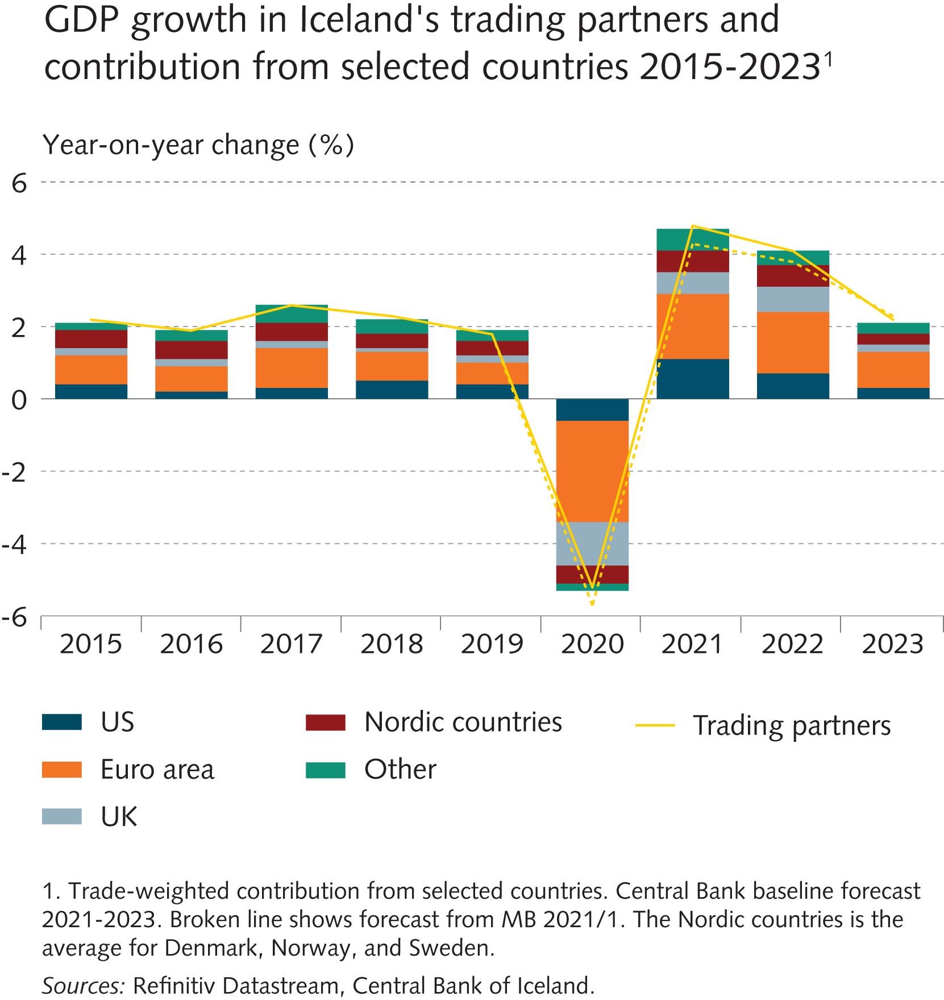 GDP growth in Iceland's trading partners and
contribution from selected countries 2015-2023¹
Year-on-year change (%)
6
4
2
0
-2
-4
-6
2015
2016
2017
2018
2019
2020
2021
2022
2023
US
Euro area
UK
Nordic countries
Other
Trading partners
1. Trade-weighted contribution from selected countries. Central Bank baseline forecast
2021-2023. Broken line shows forecast from MB 2021/1. The Nordic countries is the
average for Denmark, Norway, and Sweden.
Sources: Refinitiv Datastream, Central Bank of Iceland.